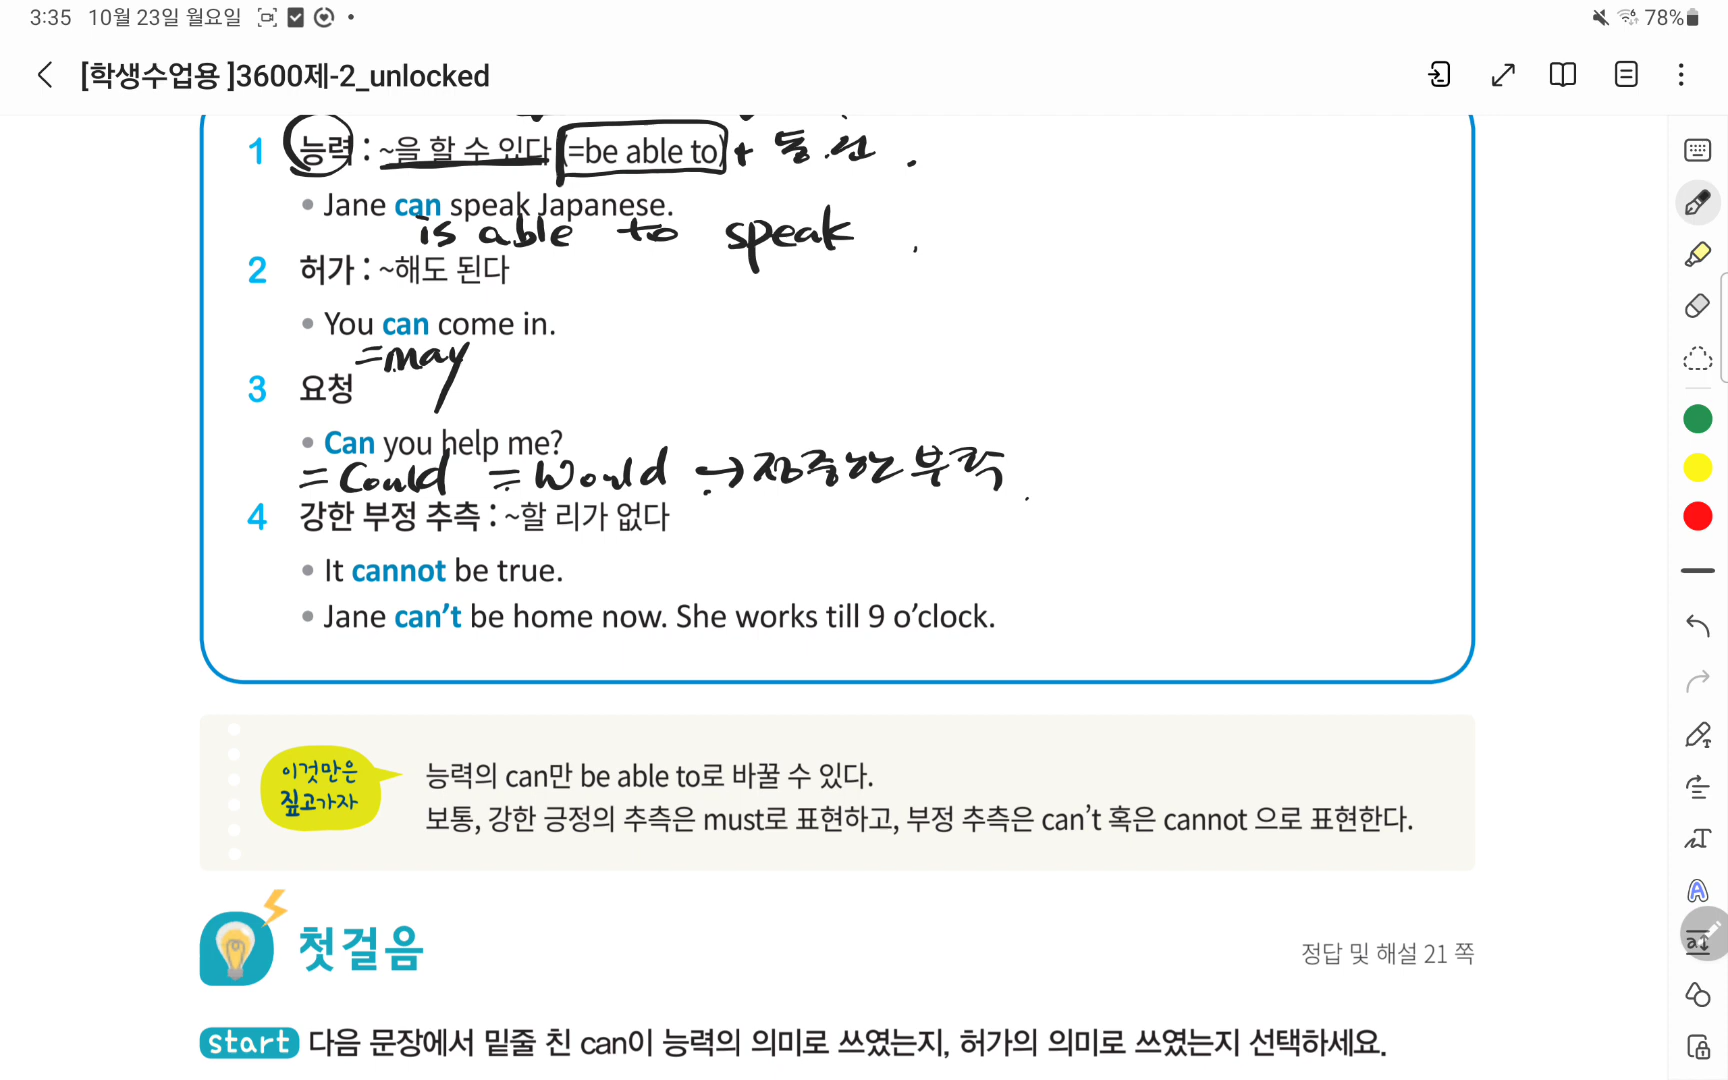 3:35 10월 23일 월요일 78%
[학생수업용 ]3600제-2_unlocked
1 능력 : ~을 할 수 있다 (=be able to) + 동.원
• Jane can speak Japanese.
is able to speak
2 허가 : ~해도 된다
• You can come in.
=may
3 요청
• Can you help me?
= Could = Would → 정중한 부탁
4 강한 부정 추측 : ~할 리가 없다
• It cannot be true.
• Jane can't be home now. She works till 9 o'clock.
이것만은
짚고가자
능력의 can만 be able to로 바꿀 수 있다.
보통, 강한 긍정의 추측은 must로 표현하고, 부정 추측은 can't 혹은 cannot 으로 표현한다.
첫걸음
정답 및 해설 21 쪽
start 다음 문장에서 밑줄 친 can이 능력의 의미로 쓰였는지, 허가의 의미로 쓰였는지 선택하세요.